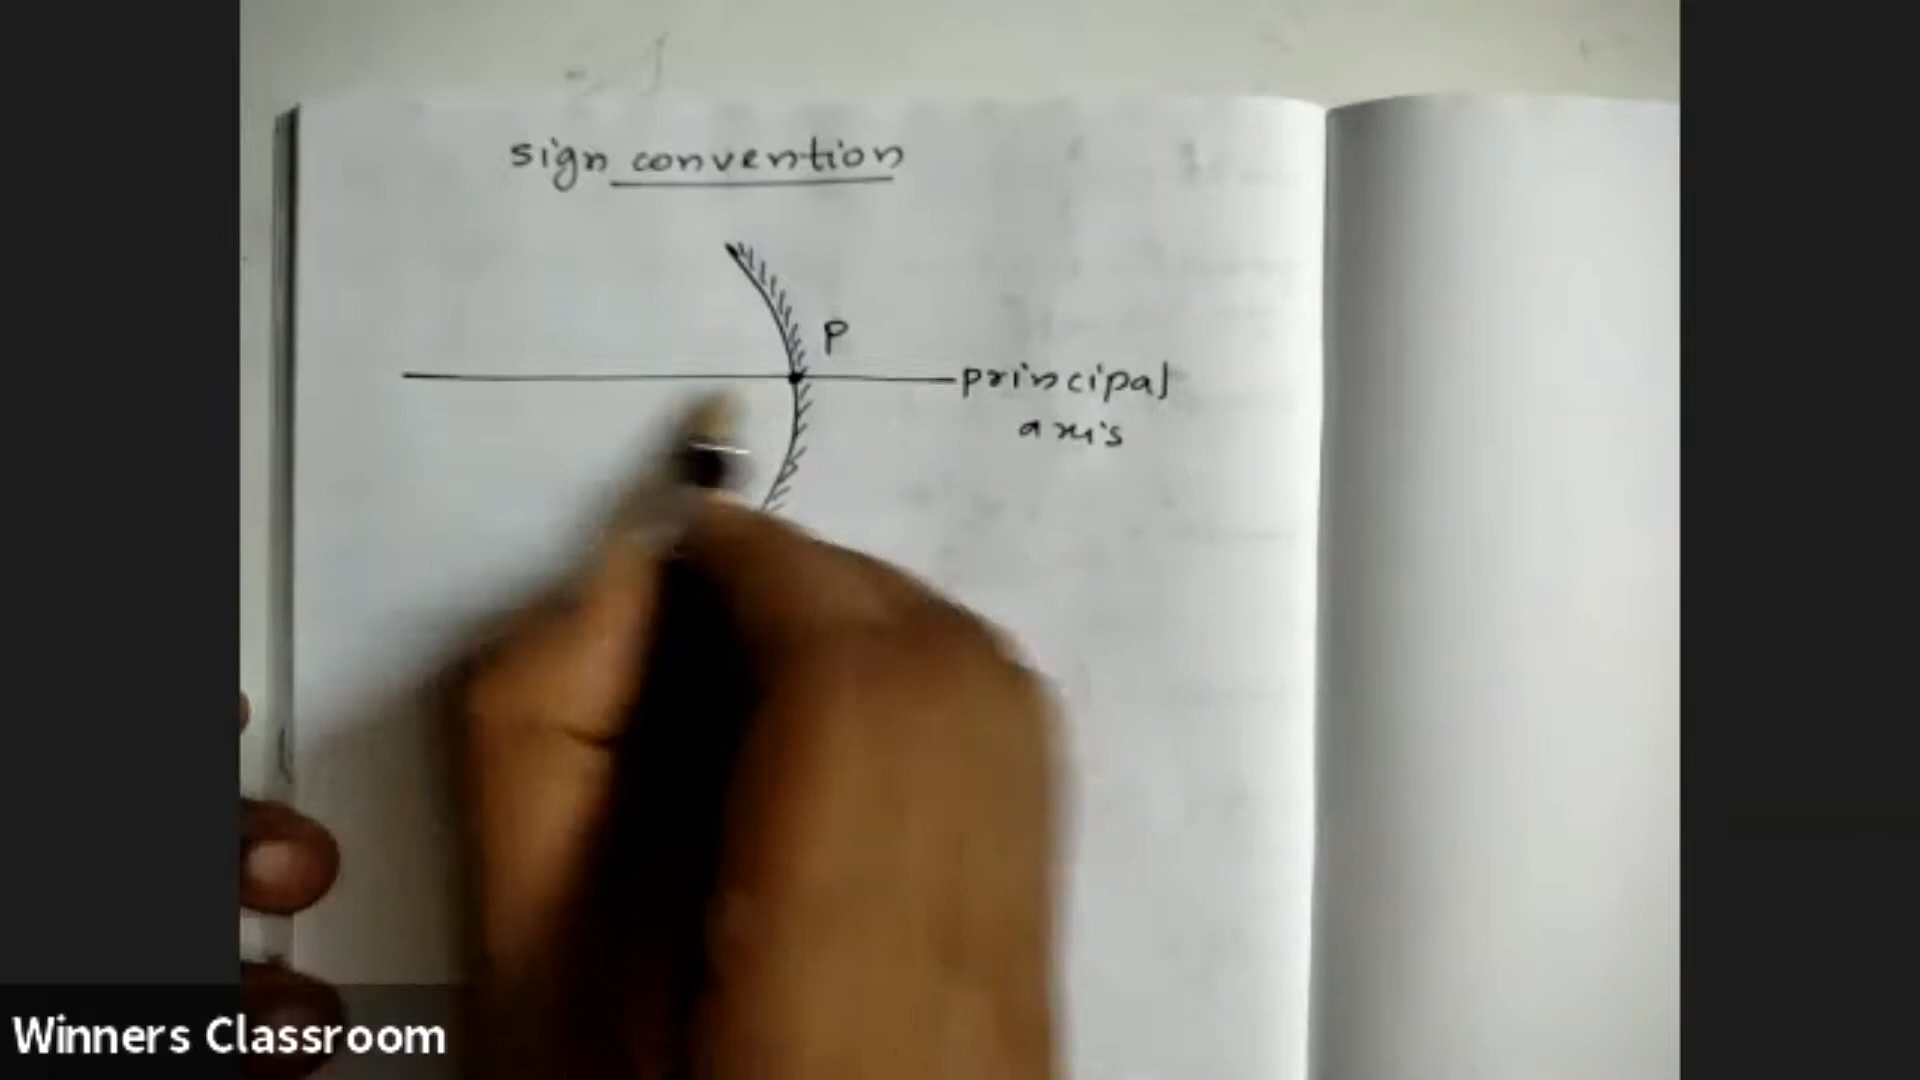 sign convention
P
principal
axis
Winners Classroom